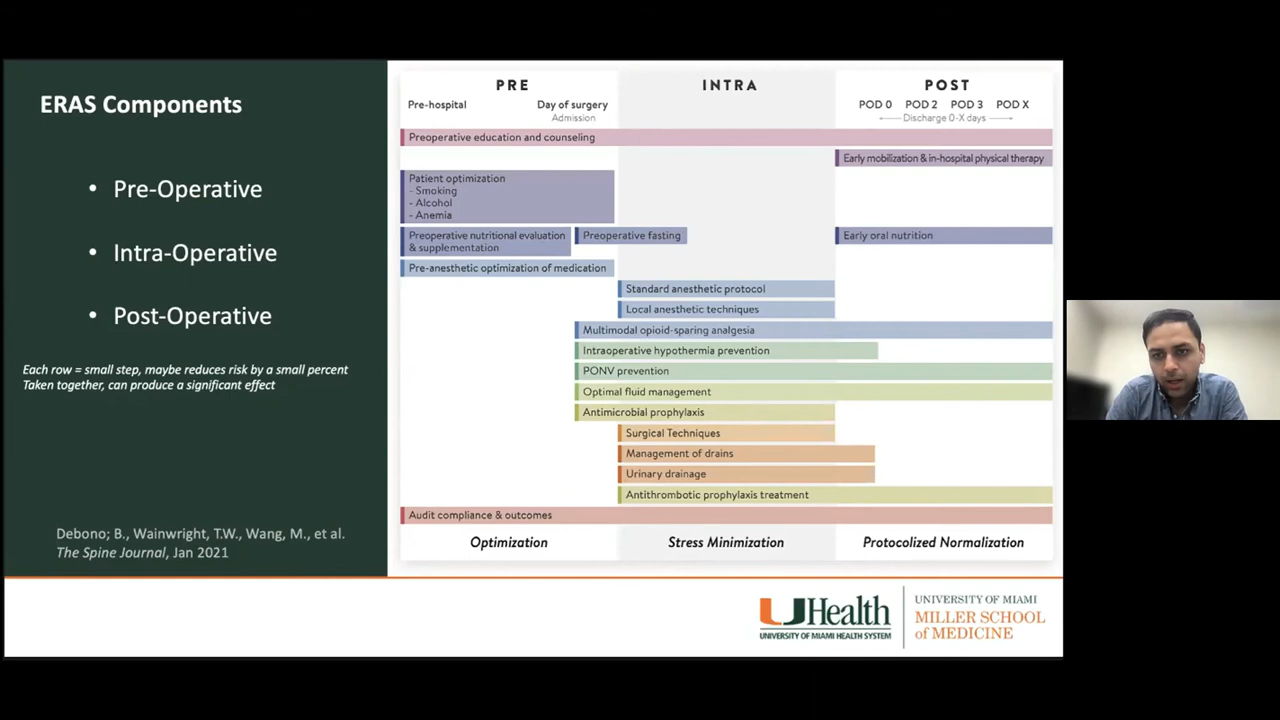 ERAS Components
• Pre-Operative
• Intra-Operative
• Post-Operative
Each row = small step, maybe reduces risk by a small percent
Taken together, can produce a significant effect
Debono; B., Wainwright, T.W., Wang, M., et al.
The Spine Journal, Jan 2021
PRE
INTRA
POST
Pre-hospital
Day of surgery
Admission
POD 0 POD 2 POD 3 POD X
Discharge 0-X days
Preoperative education and counseling
Early mobilization & in-hospital physical therapy
Patient optimization
- Smoking
- Alcohol
- Anemia
Preoperative nutritional evaluation
& supplementation
Preoperative fasting
Early oral nutrition
Pre-anesthetic optimization of medication
Standard anesthetic protocol
Local anesthetic techniques
Multimodal opioid-sparing analgesia
Intraoperative hypothermia prevention
PONV prevention
Optimal fluid management
Antimicrobial prophylaxis
Surgical Techniques
Management of drains
Urinary drainage
Antithrombotic prophylaxis treatment
Audit compliance & outcomes
Optimization
Stress Minimization
Protocolized Normalization
UHealth
UNIVERSITY OF MIAMI HEALTH SYSTEM
UNIVERSITY OF MIAMI
MILLER SCHOOL
of MEDICINE